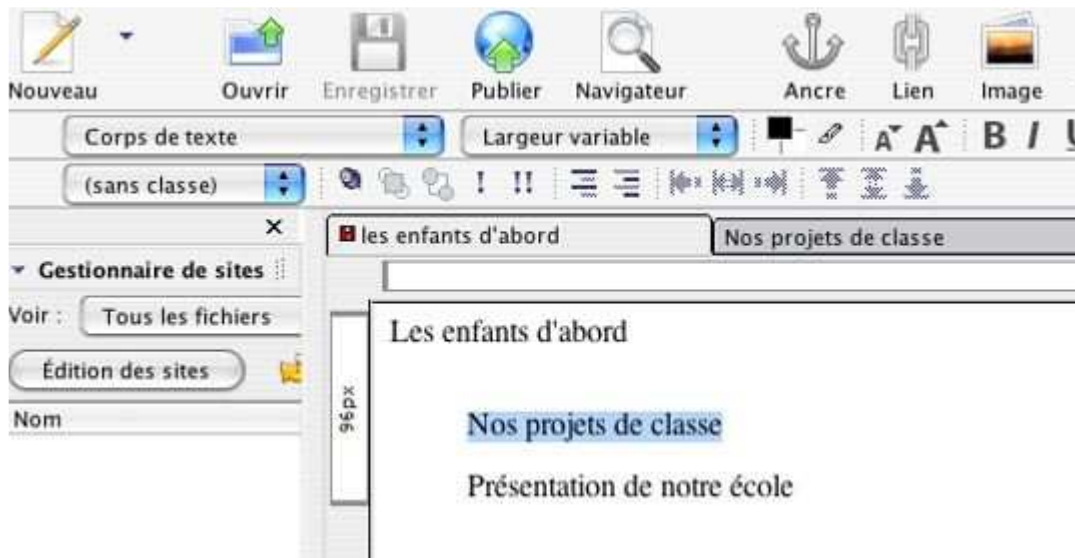 Nouveau Ouvrir Enregistrer Publier Navigateur Ancre Lien Image
Corps de texte Largeur variable A A B I U
(sans classe) ! !!
les enfants d'abord Nos projets de classe
Gestionnaire de sites
Voir : Tous les fichiers
Édition des sites
Nom
96px
Les enfants d'abord
Nos projets de classe
Présentation de notre école